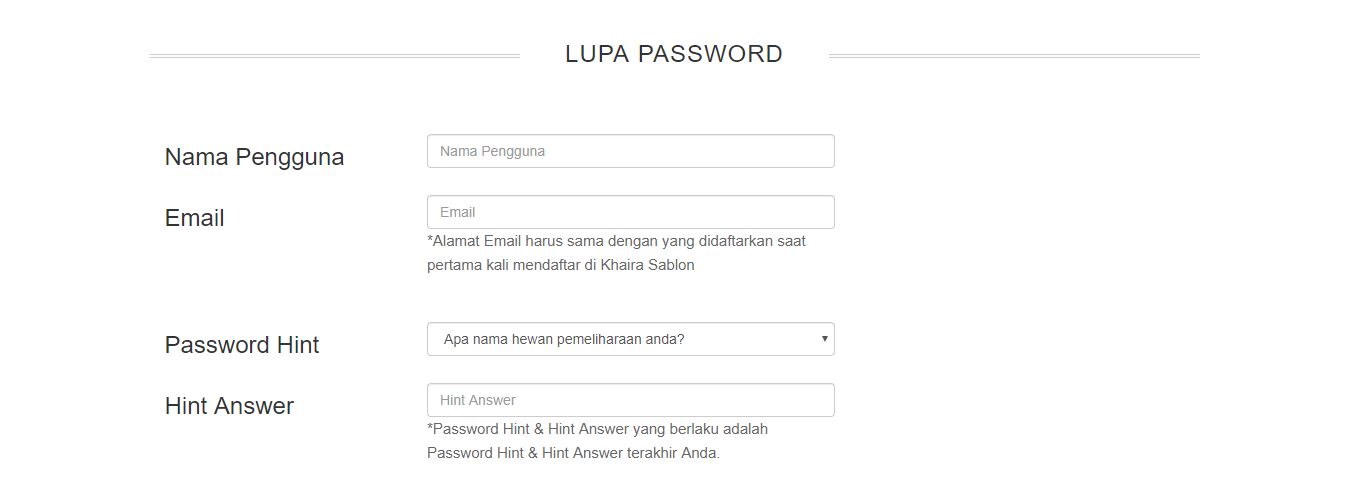 LUPA PASSWORD
Nama Pengguna
Nama Pengguna
Email
Email
*Alamat Email harus sama dengan yang didaftarkan saat
pertama kali mendaftar di Khaira Sablon
Password Hint
Apa nama hewan pemeliharaan anda?
Hint Answer
Hint Answer
*Password Hint & Hint Answer yang berlaku adalah
Password Hint & Hint Answer terakhir Anda.